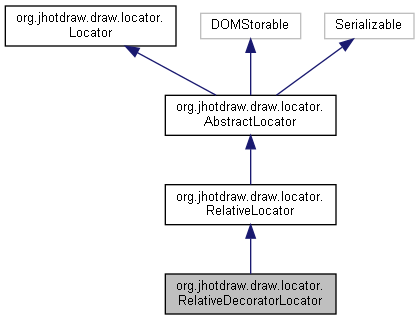 org.jhotdraw.draw.locator.
Locator
DOMStorable
Serializable
org.jhotdraw.draw.locator.
AbstractLocator
org.jhotdraw.draw.locator.
RelativeLocator
org.jhotdraw.draw.locator.
RelativeDecoratorLocator